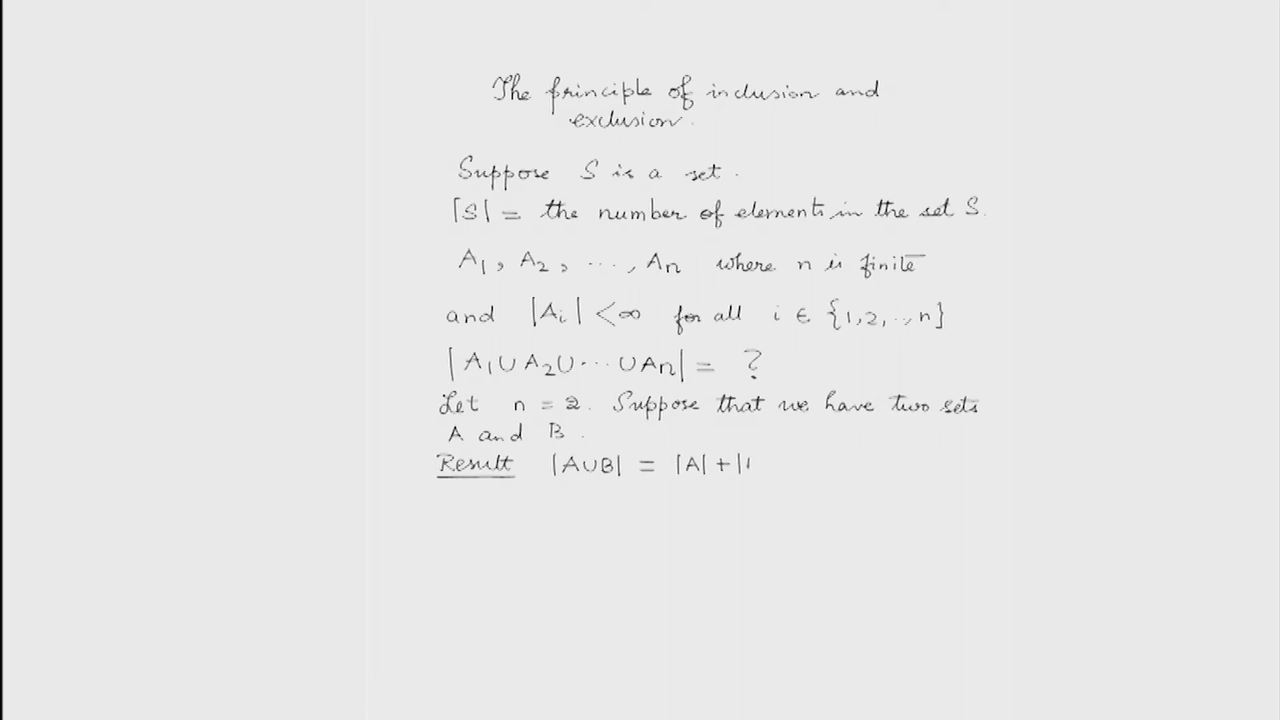 The principle of inclusion and
exclusion.
Suppose S is a set.
|S| = the number of elements in the set S.
A₁, A₂, ..., Aₙ where n is finite
and |Aᵢ| < ∞ for all i ∈ {1,2,..,n}
|A₁∪A₂∪...∪Aₙ| = ?
Let n = 2. Suppose that we have two sets
A and B.
Result |A∪B| = |A|+|